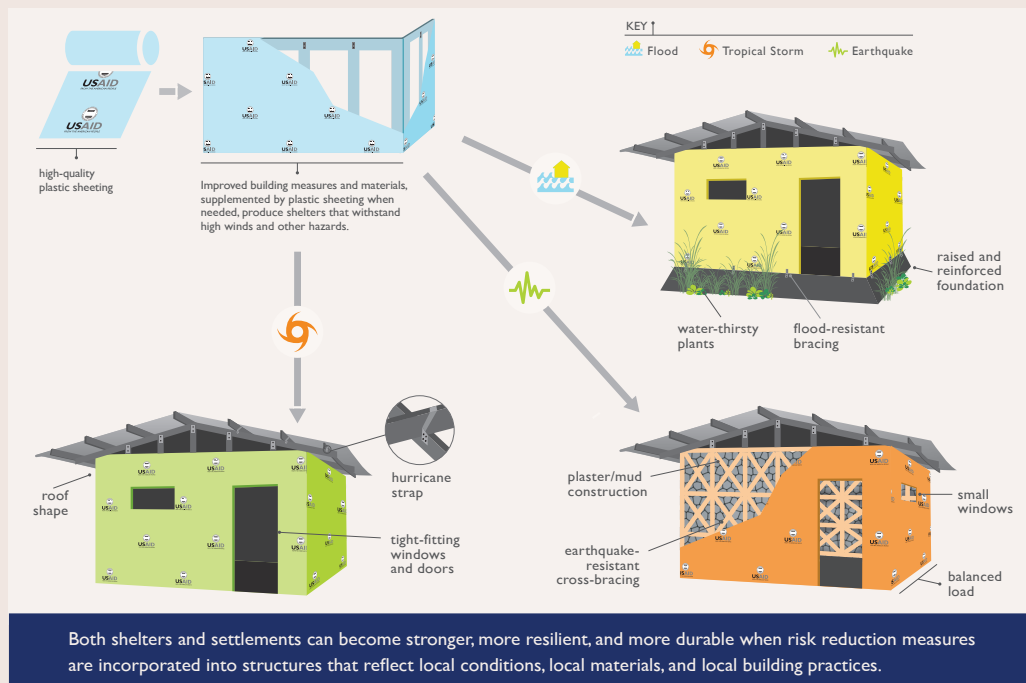 KEY
Flood
Tropical Storm
Earthquake
USAID
USAID
high-quality
plastic sheeting
Improved building measures and materials,
supplemented by plastic sheeting when
needed, produce shelters that withstand
high winds and other hazards.
raised and
reinforced
foundation
water-thirsty
plants
flood-resistant
bracing
roof
shape
hurricane
strap
tight-fitting
windows
and doors
plaster/mud
construction
earthquake-
resistant
cross-bracing
small
windows
balanced
load
Both shelters and settlements can become stronger, more resilient, and more durable when risk reduction measures
are incorporated into structures that reflect local conditions, local materials, and local building practices.